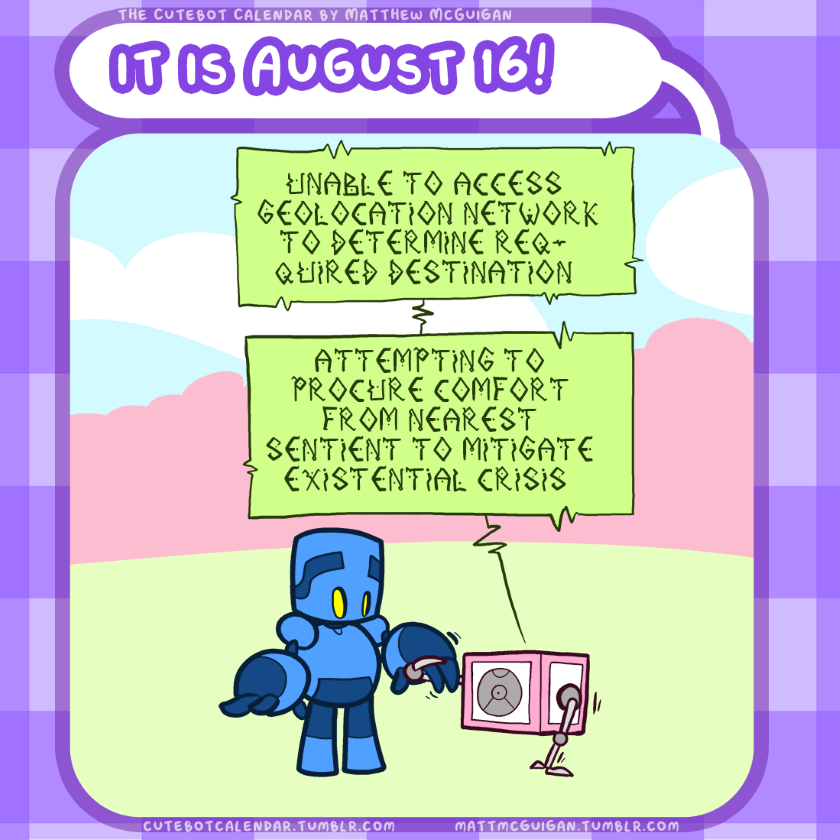 THE CUTEBOT CALENDAR BY MATTHEW MCGUIGAN
IT IS AUGUST 16!
UNABLE TO ACCESS
GEOLOCATION NETWORK
TO DETERMINE REQ-
QUIRED DESTINATION
ATTEMPTING TO
PROCURE COMFORT
FROM NEAREST
SENTIENT TO MITIGATE
EXISTENTIAL CRISIS
CUTEBOTCALENDAR.TUMBLR.COM
MATTMCGUIGAN.TUMBLR.COM